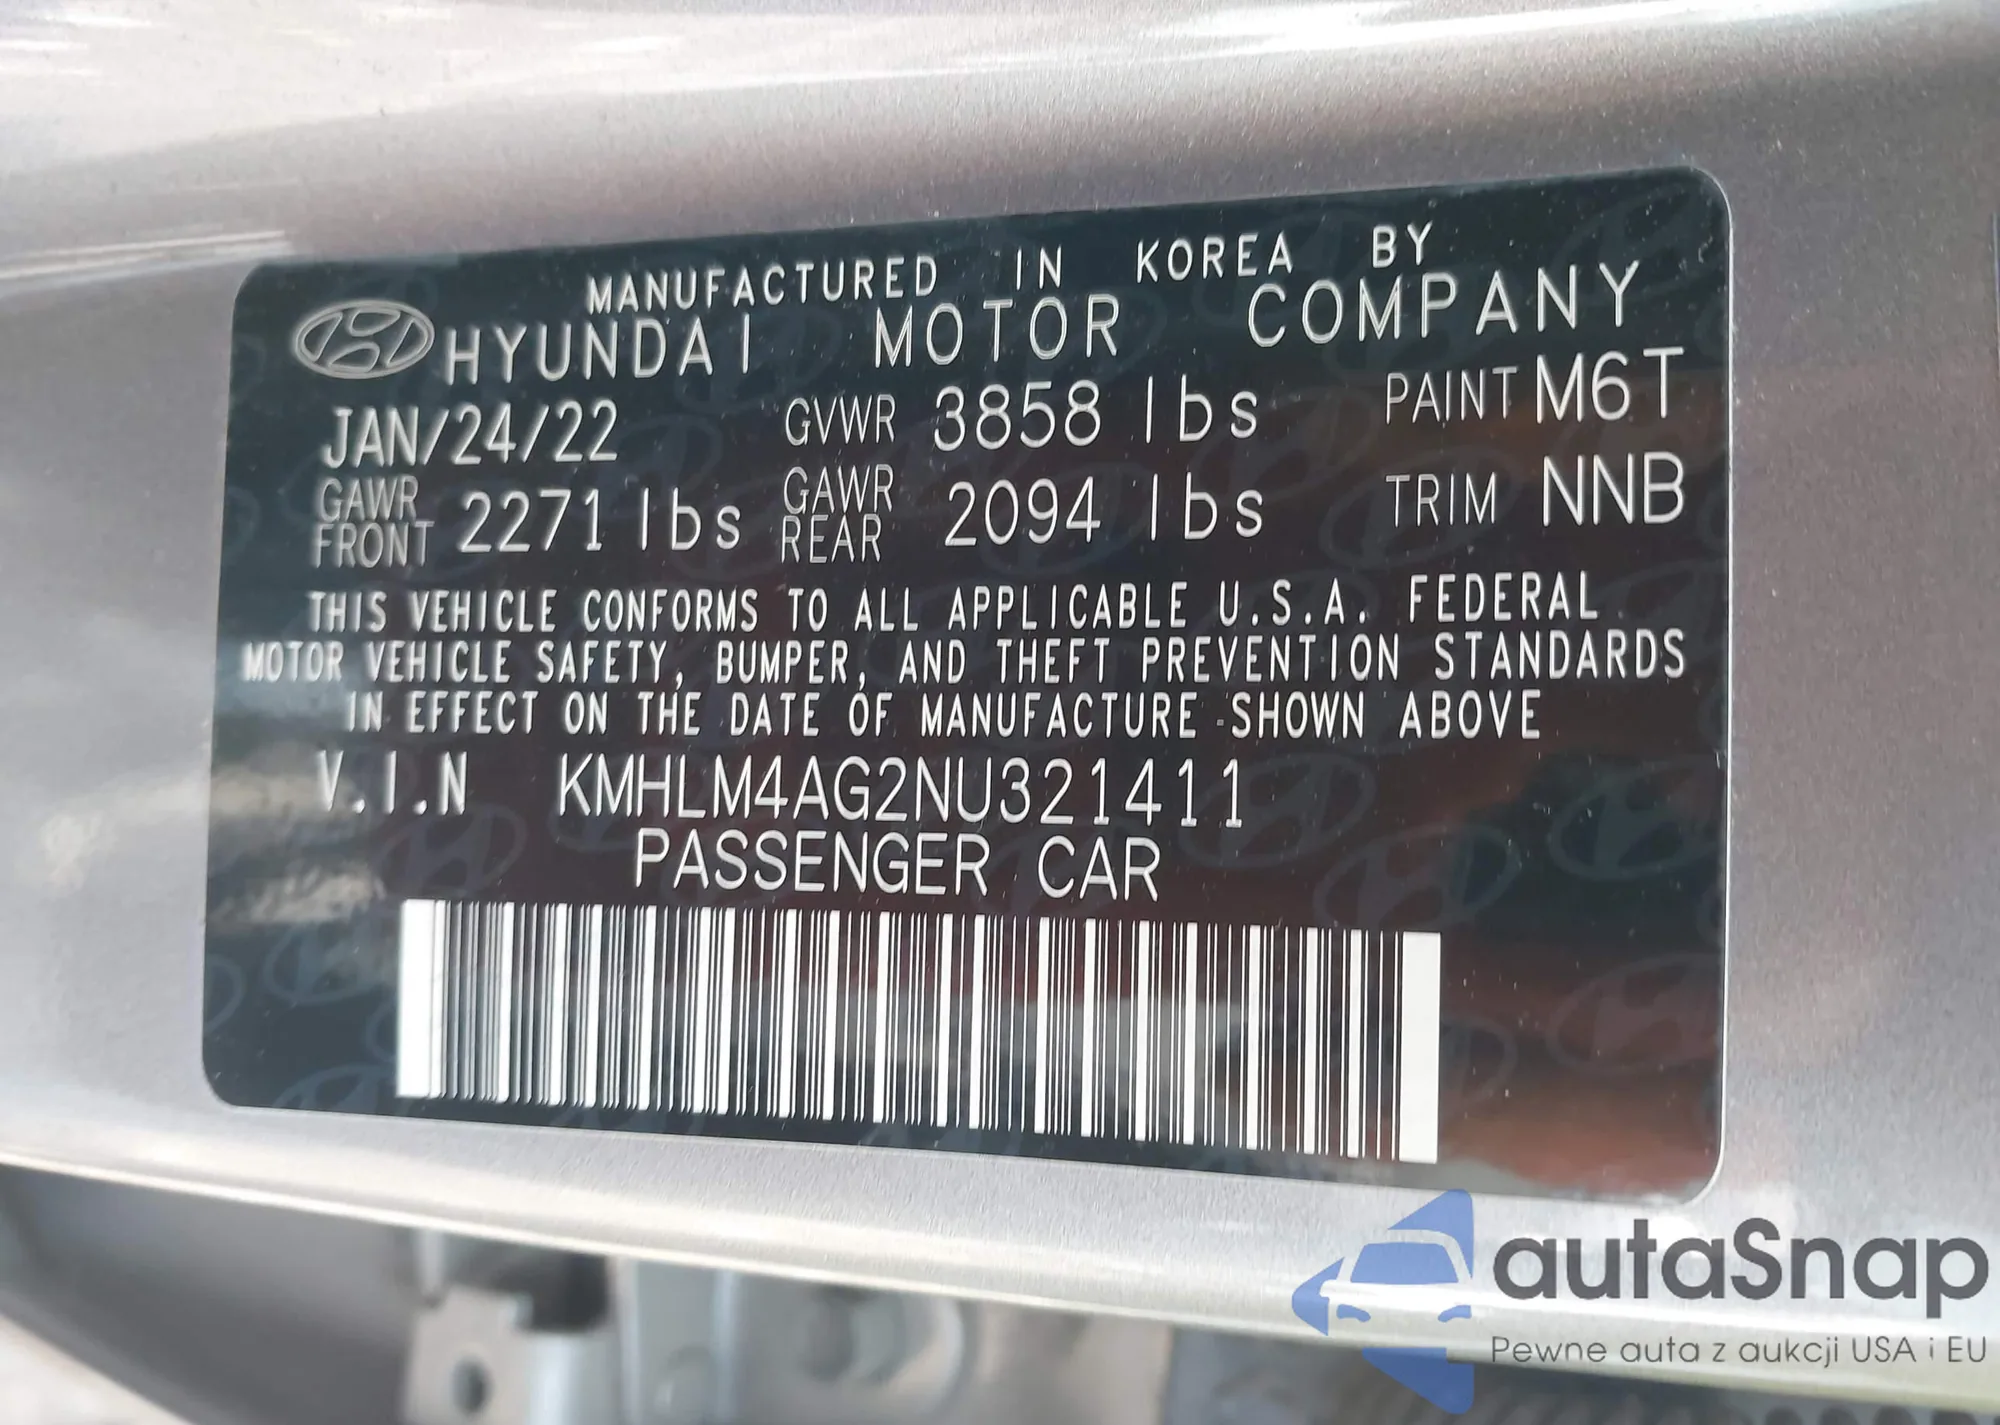 MANUFACTURED IN KOREA BY
HYUNDAI MOTOR COMPANY
JAN/24/22 GVWR 3858 lbs PAINT M6T
GAWR FRONT 2271 lbs GAWR REAR 2094 lbs TRIM NNB
THIS VEHICLE CONFORMS TO ALL APPLICABLE U.S.A. FEDERAL
MOTOR VEHICLE SAFETY, BUMPER, AND THEFT PREVENTION STANDARDS
IN EFFECT ON THE DATE OF MANUFACTURE SHOWN ABOVE
V.I.N KMHLM4AG2NU321411
PASSENGER CAR
autaSnap
Pewne auta z aukcji USA i EU